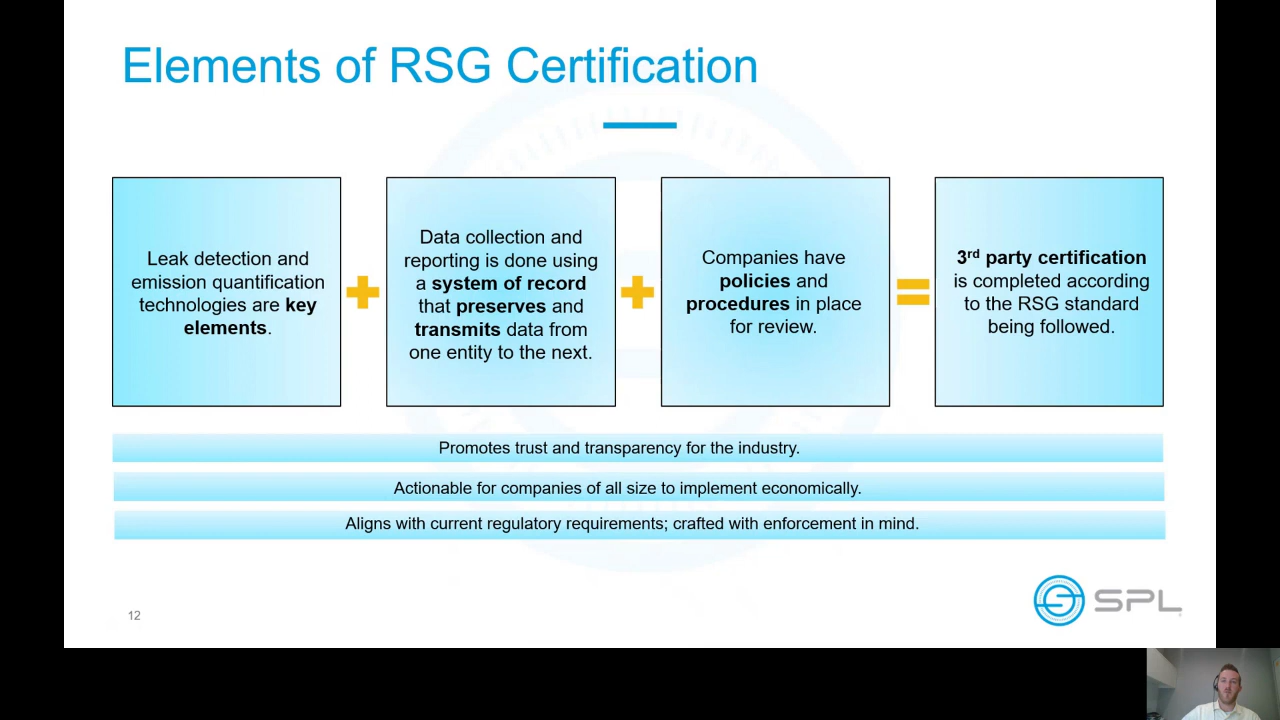 Elements of RSG Certification
Leak detection and
emission quantification
technologies are key
elements.
Data collection and
reporting is done using
a system of record
that preserves and
transmits data from
one entity to the next.
Companies have
policies and
procedures in place
for review.
3rd party certification
is completed according
to the RSG standard
being followed.
Promotes trust and transparency for the industry.
Actionable for companies of all size to implement economically.
Aligns with current regulatory requirements; crafted with enforcement in mind.
12
SPL